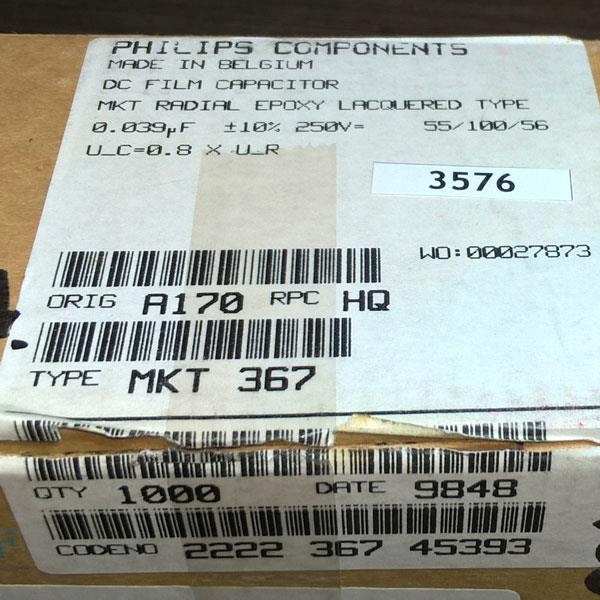 PHILIPS COMPONENTS
MADE IN BELGIUM
DC FILM CAPACITOR
MKT RADIAL EPOXY LACQUERED TYPE
0.039µF ±10% 250V= 55/100/56
U_C=0.8 X U_R
3576
WO:00027873
ORIG A170 RPC HQ
TYPE MKT 367
QTY 1000 DATE 9848
CODENO 2222 367 45393